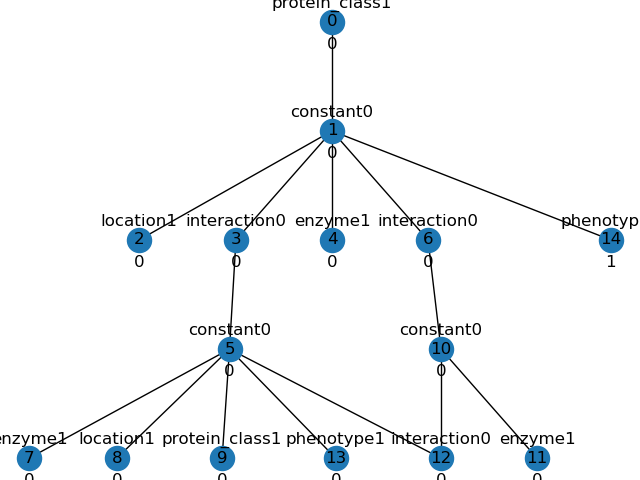 protein_class1
0
0
constant0
1
0
location1 interaction0 enzyme1 interaction0 phenotyp
2 3 4 6 14
0 0 0 0 1
constant0 constant0
5 10
0 0
enzyme1 location1 protein_class1 phenotype1 interaction0 enzyme1
7 8 9 13 12 11
0 0 0 0 0 0